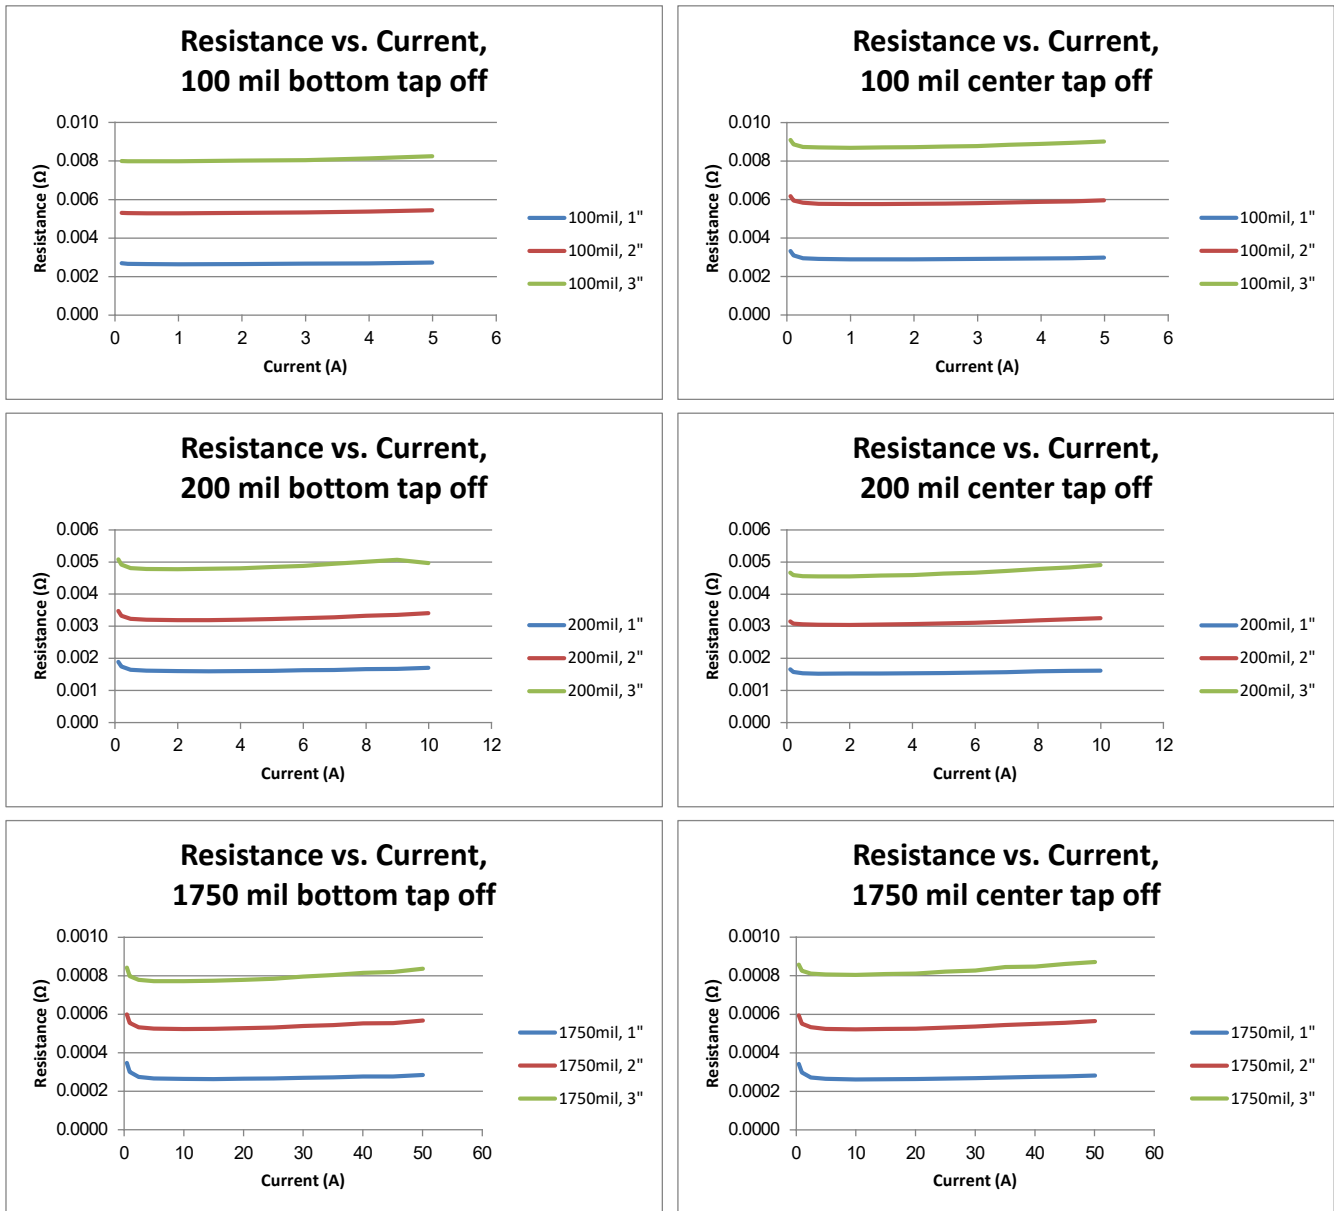 Resistance vs. Current,
100 mil bottom tap off
0.010
0.008
0.006
0.004
0.002
0.000
Resistance (Ω)
0 1 2 3 4 5 6
Current (A)
100mil, 1"
100mil, 2"
100mil, 3"
Resistance vs. Current,
100 mil center tap off
0.010
0.008
0.006
0.004
0.002
0.000
Resistance (Ω)
0 1 2 3 4 5 6
Current (A)
100mil, 1"
100mil, 2"
100mil, 3"
Resistance vs. Current,
200 mil bottom tap off
0.006
0.005
0.004
0.003
0.002
0.001
0.000
Resistance (Ω)
0 2 4 6 8 10 12
Current (A)
200mil, 1"
200mil, 2"
200mil, 3"
Resistance vs. Current,
200 mil center tap off
0.006
0.005
0.004
0.003
0.002
0.001
0.000
Resistance (Ω)
0 2 4 6 8 10 12
Current (A)
200mil, 1"
200mil, 2"
200mil, 3"
Resistance vs. Current,
1750 mil bottom tap off
0.0010
0.0008
0.0006
0.0004
0.0002
0.0000
Resistance (Ω)
0 10 20 30 40 50 60
Current (A)
1750mil, 1"
1750mil, 2"
1750mil, 3"
Resistance vs. Current,
1750 mil center tap off
0.0010
0.0008
0.0006
0.0004
0.0002
0.0000
Resistance (Ω)
0 10 20 30 40 50 60
Current (A)
1750mil, 1"
1750mil, 2"
1750mil, 3"